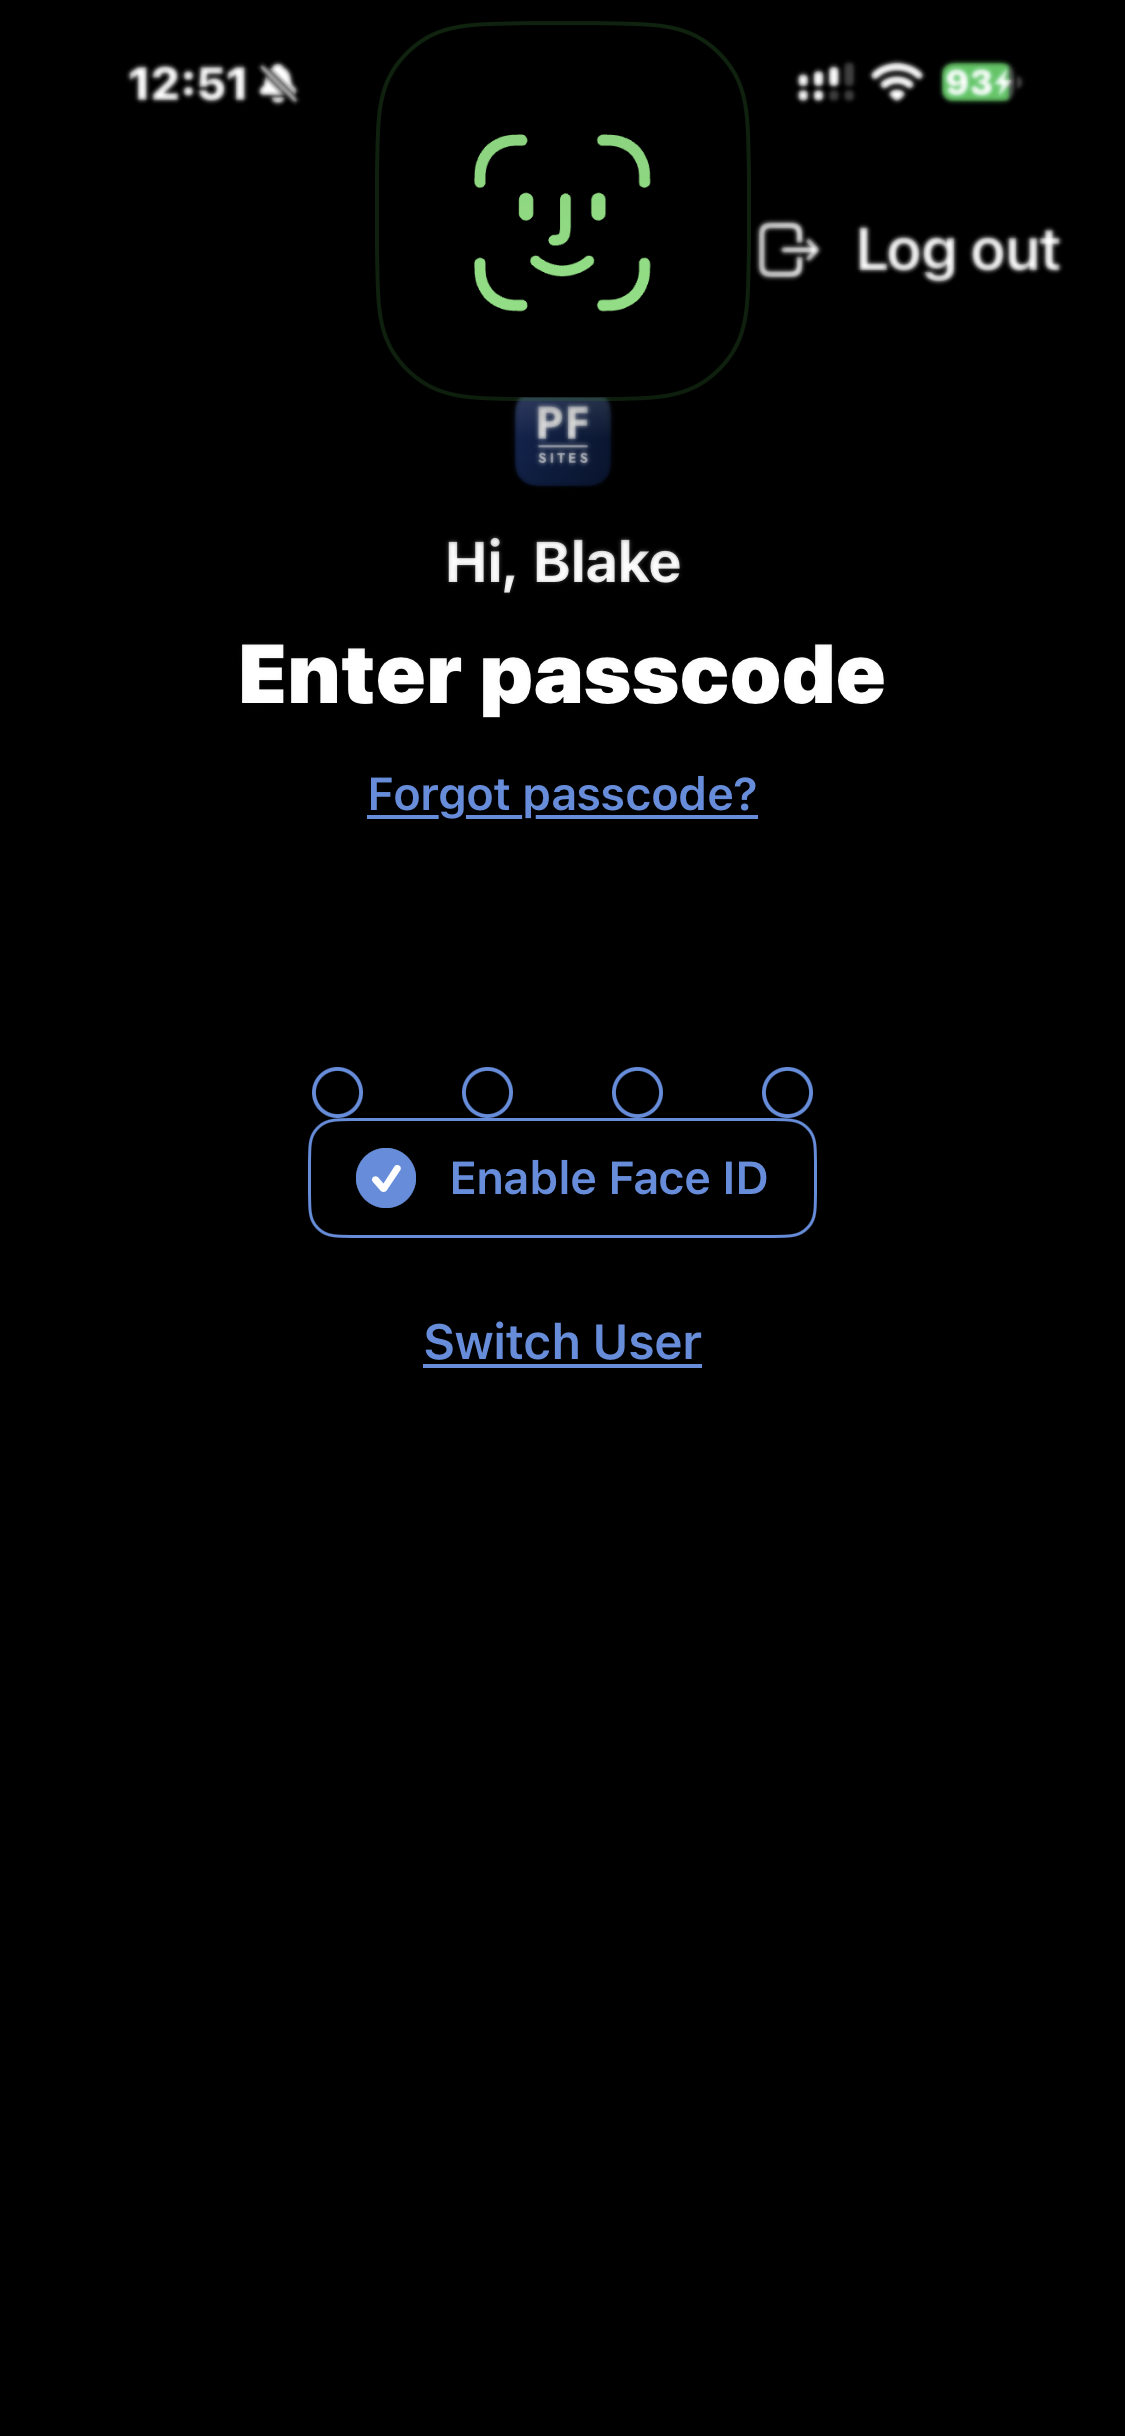 12:51
93
Log out
PF
SITES
Hi, Blake
Enter passcode
Forgot passcode?
Enable Face ID
Switch User